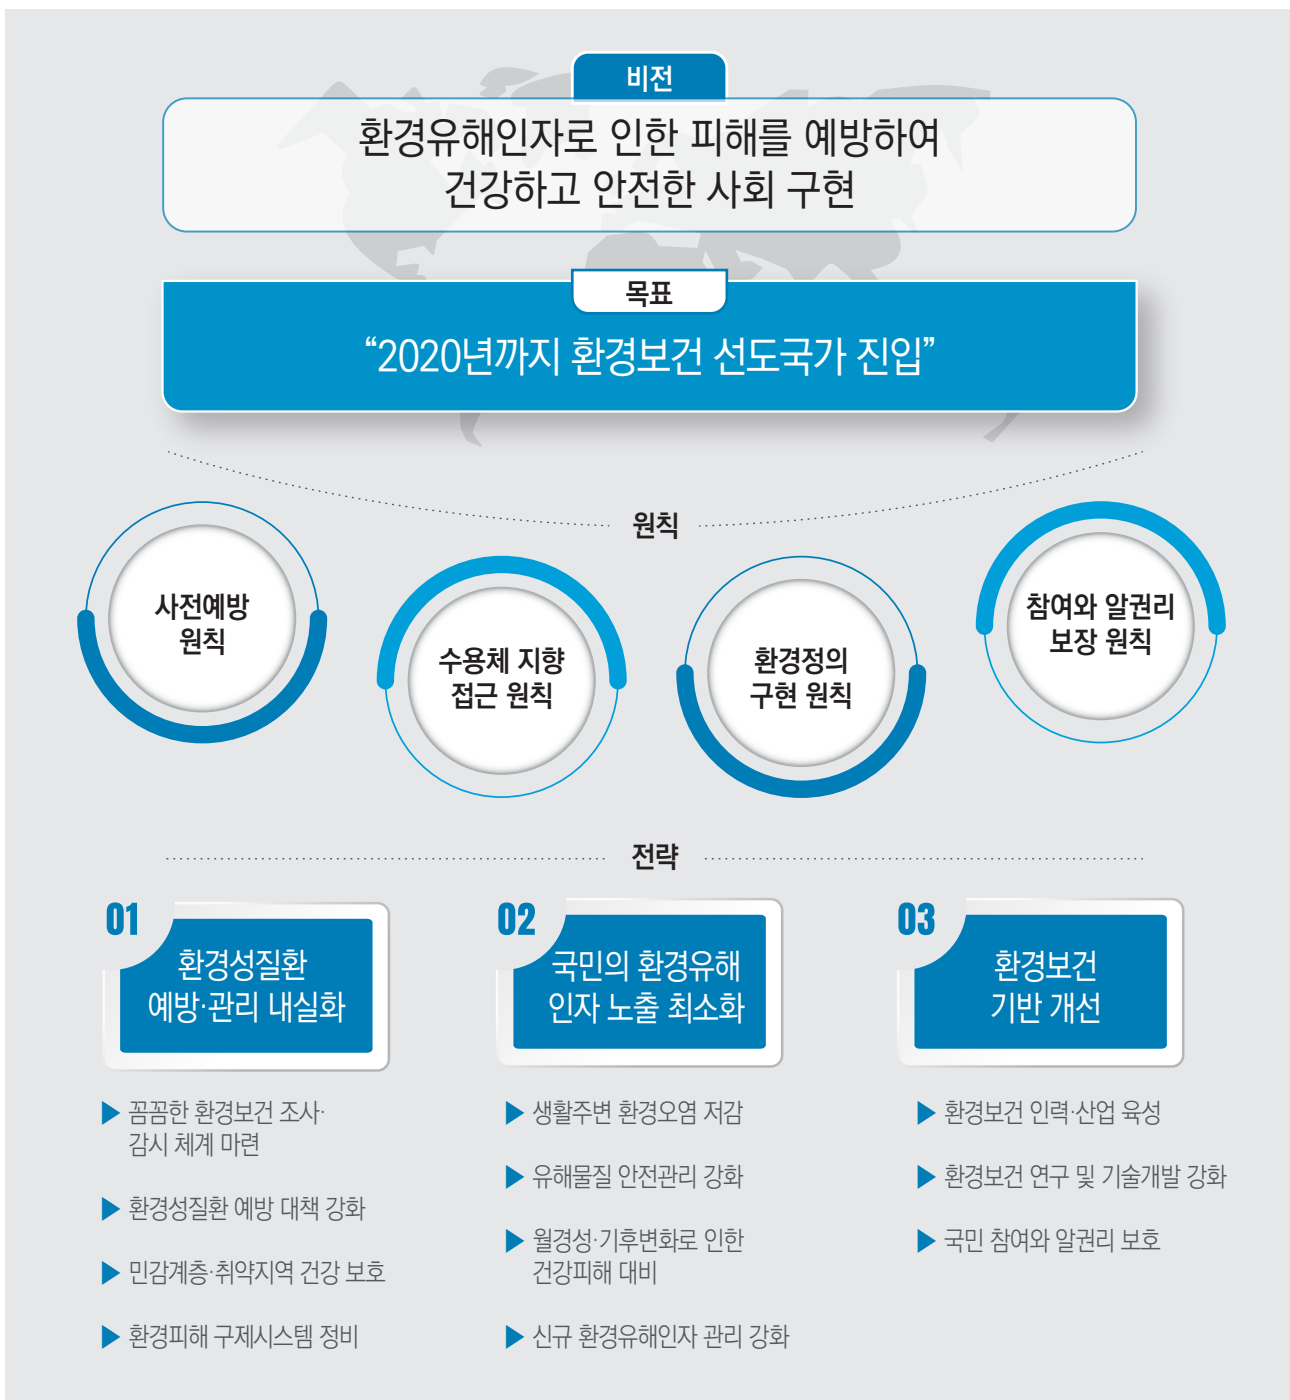 비전
환경유해인자로 인한 피해를 예방하여
건강하고 안전한 사회 구현
목표
“2020년까지 환경보건 선도국가 진입”
원칙
사전예방
원칙
수용체 지향
접근 원칙
환경정의
구현 원칙
참여와 알권리
보장 원칙
전략
01
환경성질환
예방·관리 내실화
▶ 꼼꼼한 환경보건 조사·
감시 체계 마련
▶ 환경성질환 예방 대책 강화
▶ 민감계층·취약지역 건강 보호
▶ 환경피해 구제시스템 정비
02
국민의 환경유해
인자 노출 최소화
▶ 생활주변 환경오염 저감
▶ 유해물질 안전관리 강화
▶ 월경성·기후변화로 인한
건강피해 대비
▶ 신규 환경유해인자 관리 강화
03
환경보건
기반 개선
▶ 환경보건 인력·산업 육성
▶ 환경보건 연구 및 기술개발 강화
▶ 국민 참여와 알권리 보호